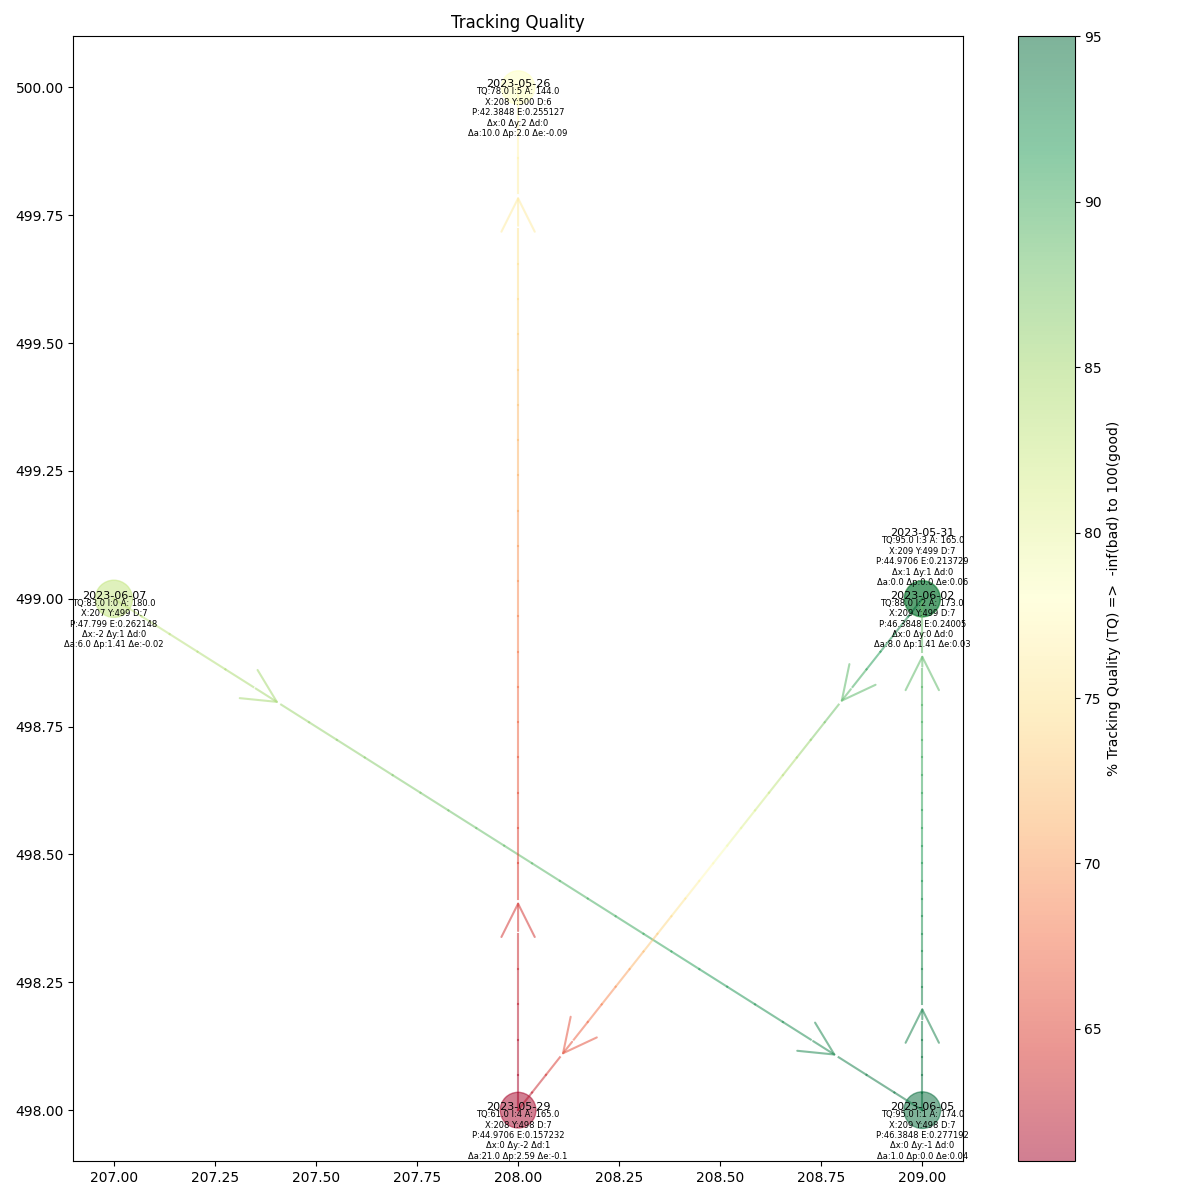 Tracking Quality
500.00
499.75
499.50
499.25
499.00
498.75
498.50
498.25
498.00
2023-05-26
TQ:78.0 I:5 A: 144.0
X:208 Y:500 D:6
P:42.3848 E:0.255127
Δx:0 Δy:2 Δd:0
Δa:10.0 Δp:2.0 Δe:-0.09
2023-05-31
TQ:95.0 I:3 A: 165.0
X:209 Y:499 D:7
P:44.9706 E:0.213729
Δx:1 Δy:1 Δd:0
Δa:0.0 Δp:0.0 Δe:0.06
2023-06-02
TQ:88.0 I:2 A: 173.0
X:209 Y:499 D:7
P:46.3848 E:0.24005
Δx:0 Δy:0 Δd:0
Δa:8.0 Δp:1.41 Δe:0.03
2023-06-07
TQ:83.0 I:0 A: 180.0
X:207 Y:499 D:7
P:47.799 E:0.262148
Δx:-2 Δy:1 Δd:0
Δa:6.0 Δp:1.41 Δe:-0.02
2023-05-29
TQ:61.0 I:4 A: 165.0
X:208 Y:498 D:7
P:44.9706 E:0.157232
Δx:0 Δy:-2 Δd:1
Δa:21.0 Δp:2.59 Δe:-0.1
2023-06-05
TQ:95.0 I:1 A: 174.0
X:209 Y:498 D:7
P:46.3848 E:0.277192
Δx:0 Δy:-1 Δd:0
Δa:1.0 Δp:0.0 Δe:0.04
207.00 207.25 207.50 207.75 208.00 208.25 208.50 208.75 209.00
95
90
85
80
75
70
65
% Tracking Quality (TQ) => -inf(bad) to 100(good)